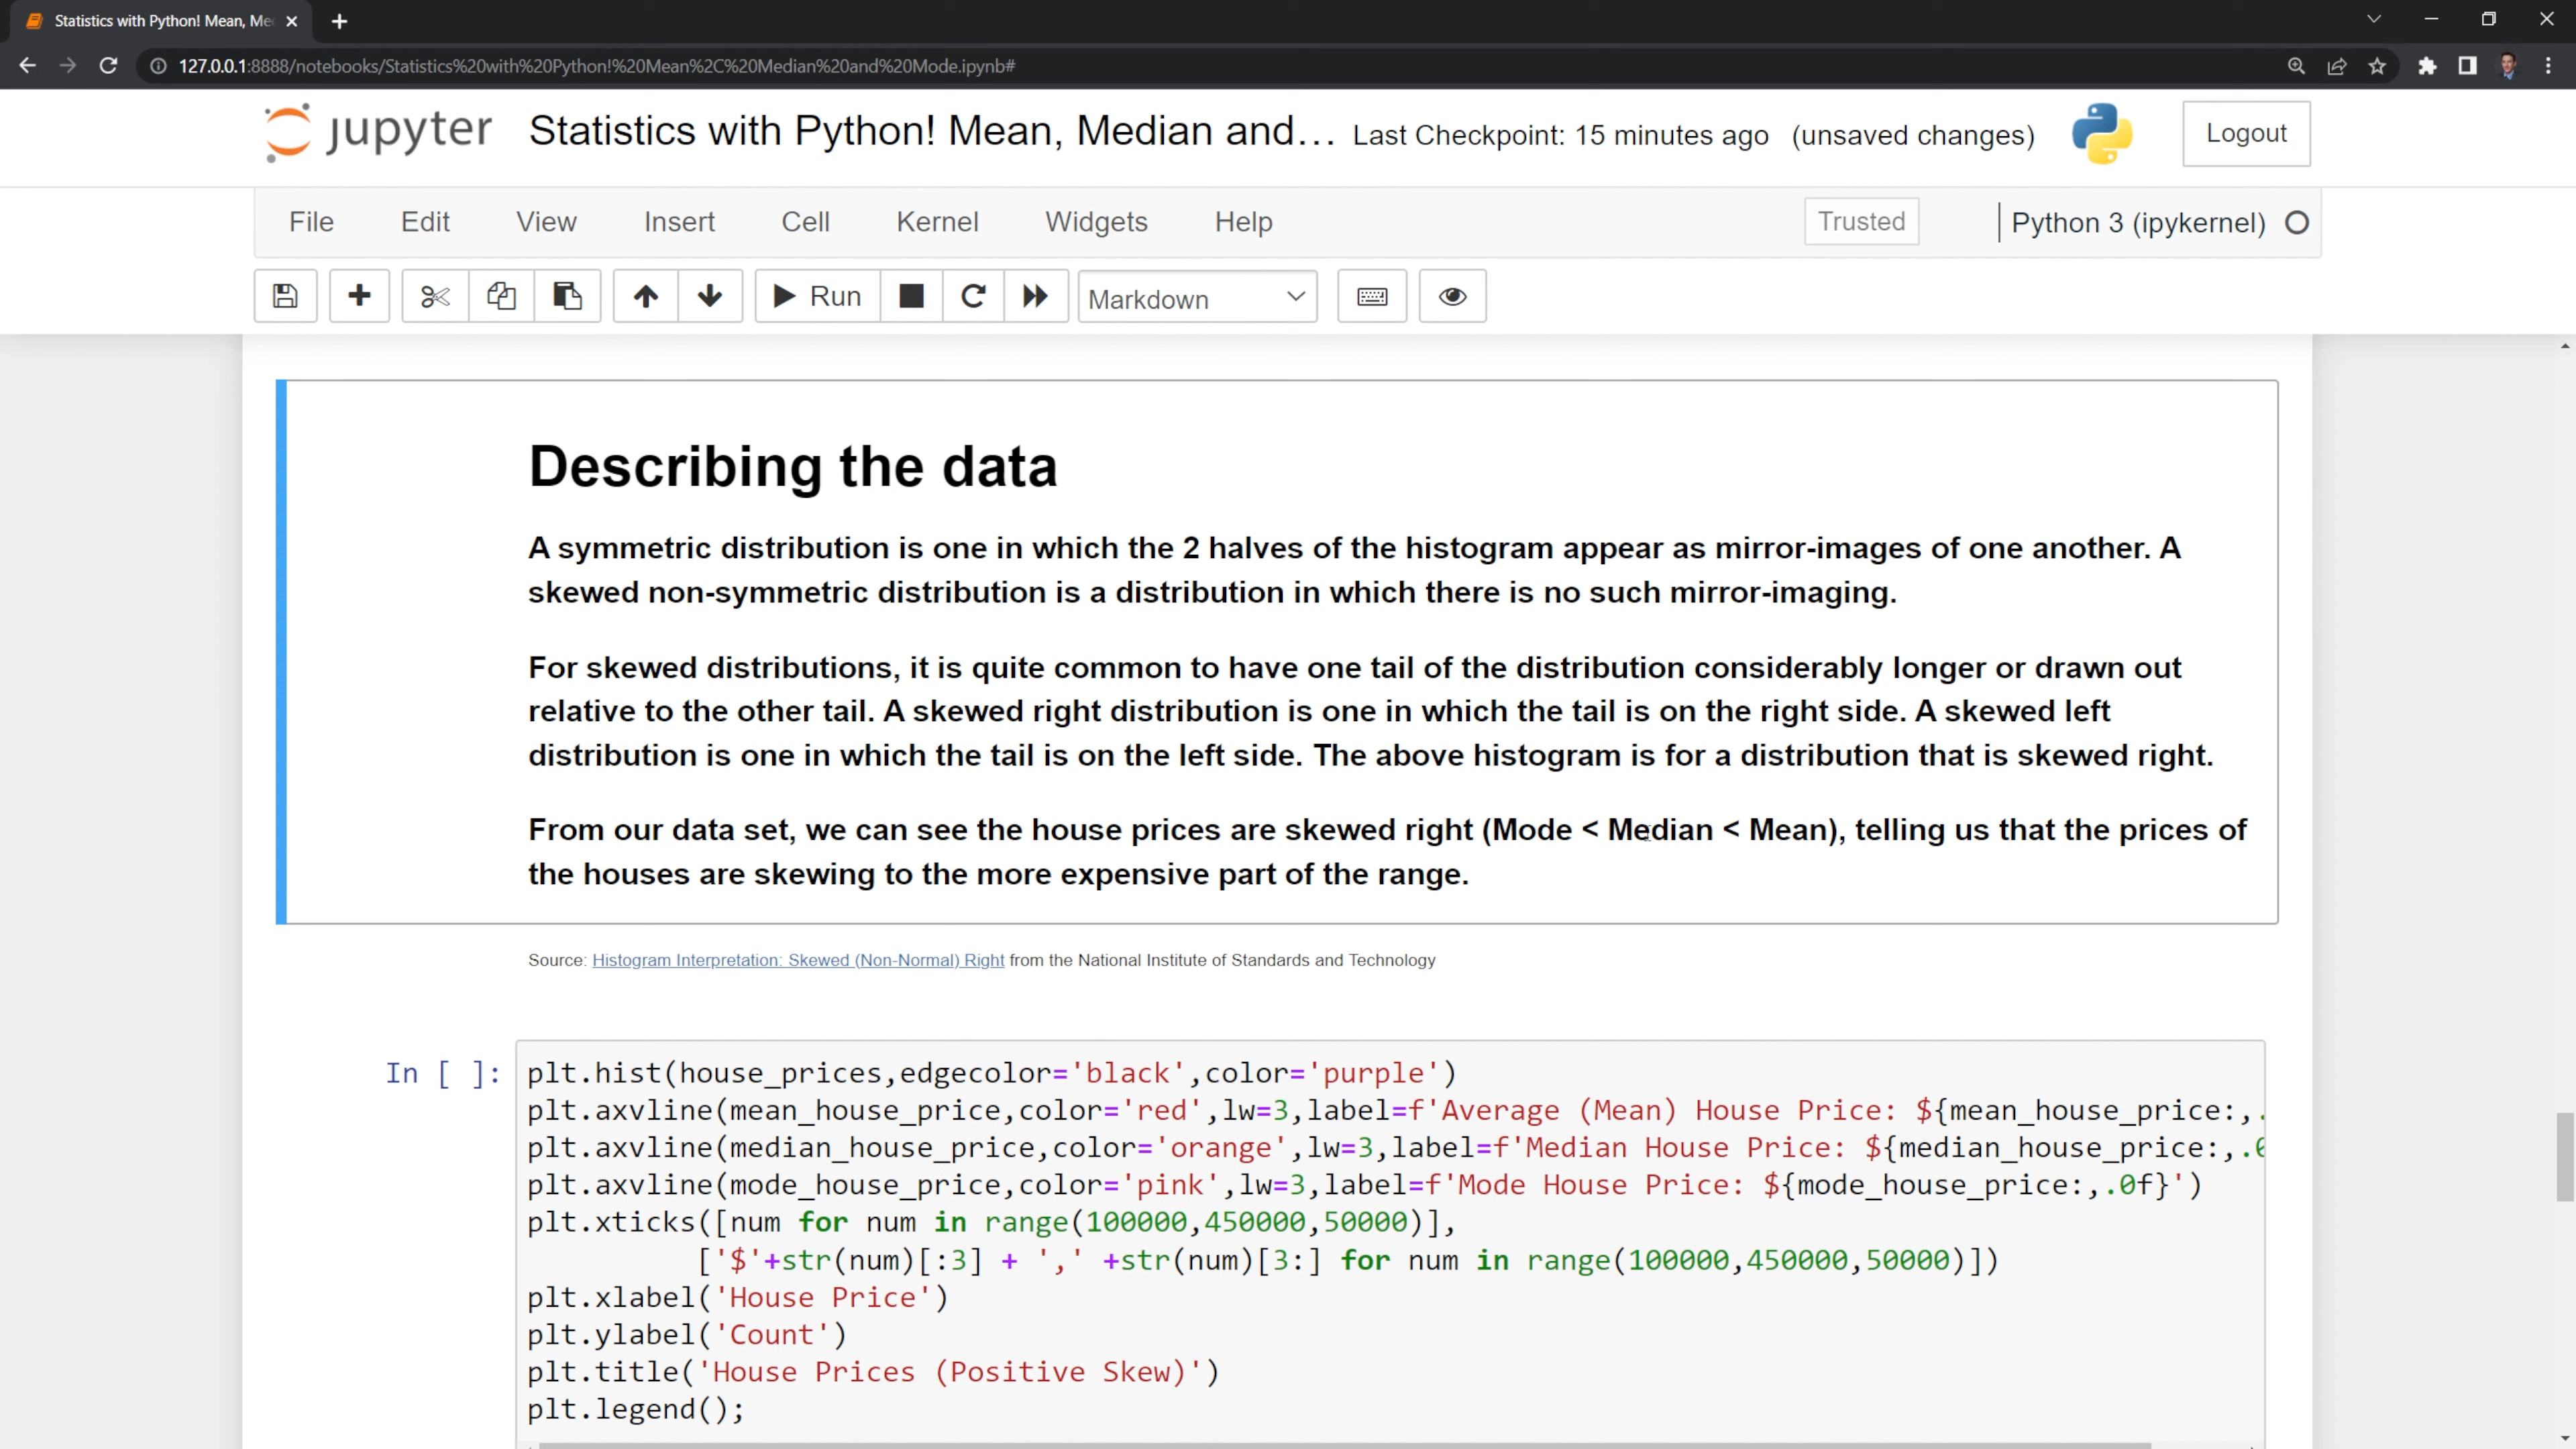 Statistics with Python! Mean, Me
127.0.0.1:8888/notebooks/Statistics%20with%20Python!%20Mean%2C%20Median%20and%20Mode.ipynb#
jupyter Statistics with Python! Mean, Median and... Last Checkpoint: 15 minutes ago (unsaved changes) Logout
File Edit View Insert Cell Kernel Widgets Help Trusted Python 3 (ipykernel)
Run Markdown
Describing the data
A symmetric distribution is one in which the 2 halves of the histogram appear as mirror-images of one another. A
skewed non-symmetric distribution is a distribution in which there is no such mirror-imaging.
For skewed distributions, it is quite common to have one tail of the distribution considerably longer or drawn out
relative to the other tail. A skewed right distribution is one in which the tail is on the right side. A skewed left
distribution is one in which the tail is on the left side. The above histogram is for a distribution that is skewed right.
From our data set, we can see the house prices are skewed right (Mode < Median < Mean), telling us that the prices of
the houses are skewing to the more expensive part of the range.
Source: Histogram Interpretation: Skewed (Non-Normal) Right from the National Institute of Standards and Technology
In [ ]: plt.hist(house_prices,edgecolor='black',color='purple')
plt.axvline(mean_house_price,color='red',lw=3,label=f'Average (Mean) House Price: ${mean_house_price:,.
plt.axvline(median_house_price,color='orange',lw=3,label=f'Median House Price: ${median_house_price:,.0
plt.axvline(mode_house_price,color='pink',lw=3,label=f'Mode House Price: ${mode_house_price:,.0f}')
plt.xticks([num for num in range(100000,450000,50000)],
['$'+str(num)[:3] + ',' +str(num)[3:] for num in range(100000,450000,50000)])
plt.xlabel('House Price')
plt.ylabel('Count')
plt.title('House Prices (Positive Skew)')
plt.legend();